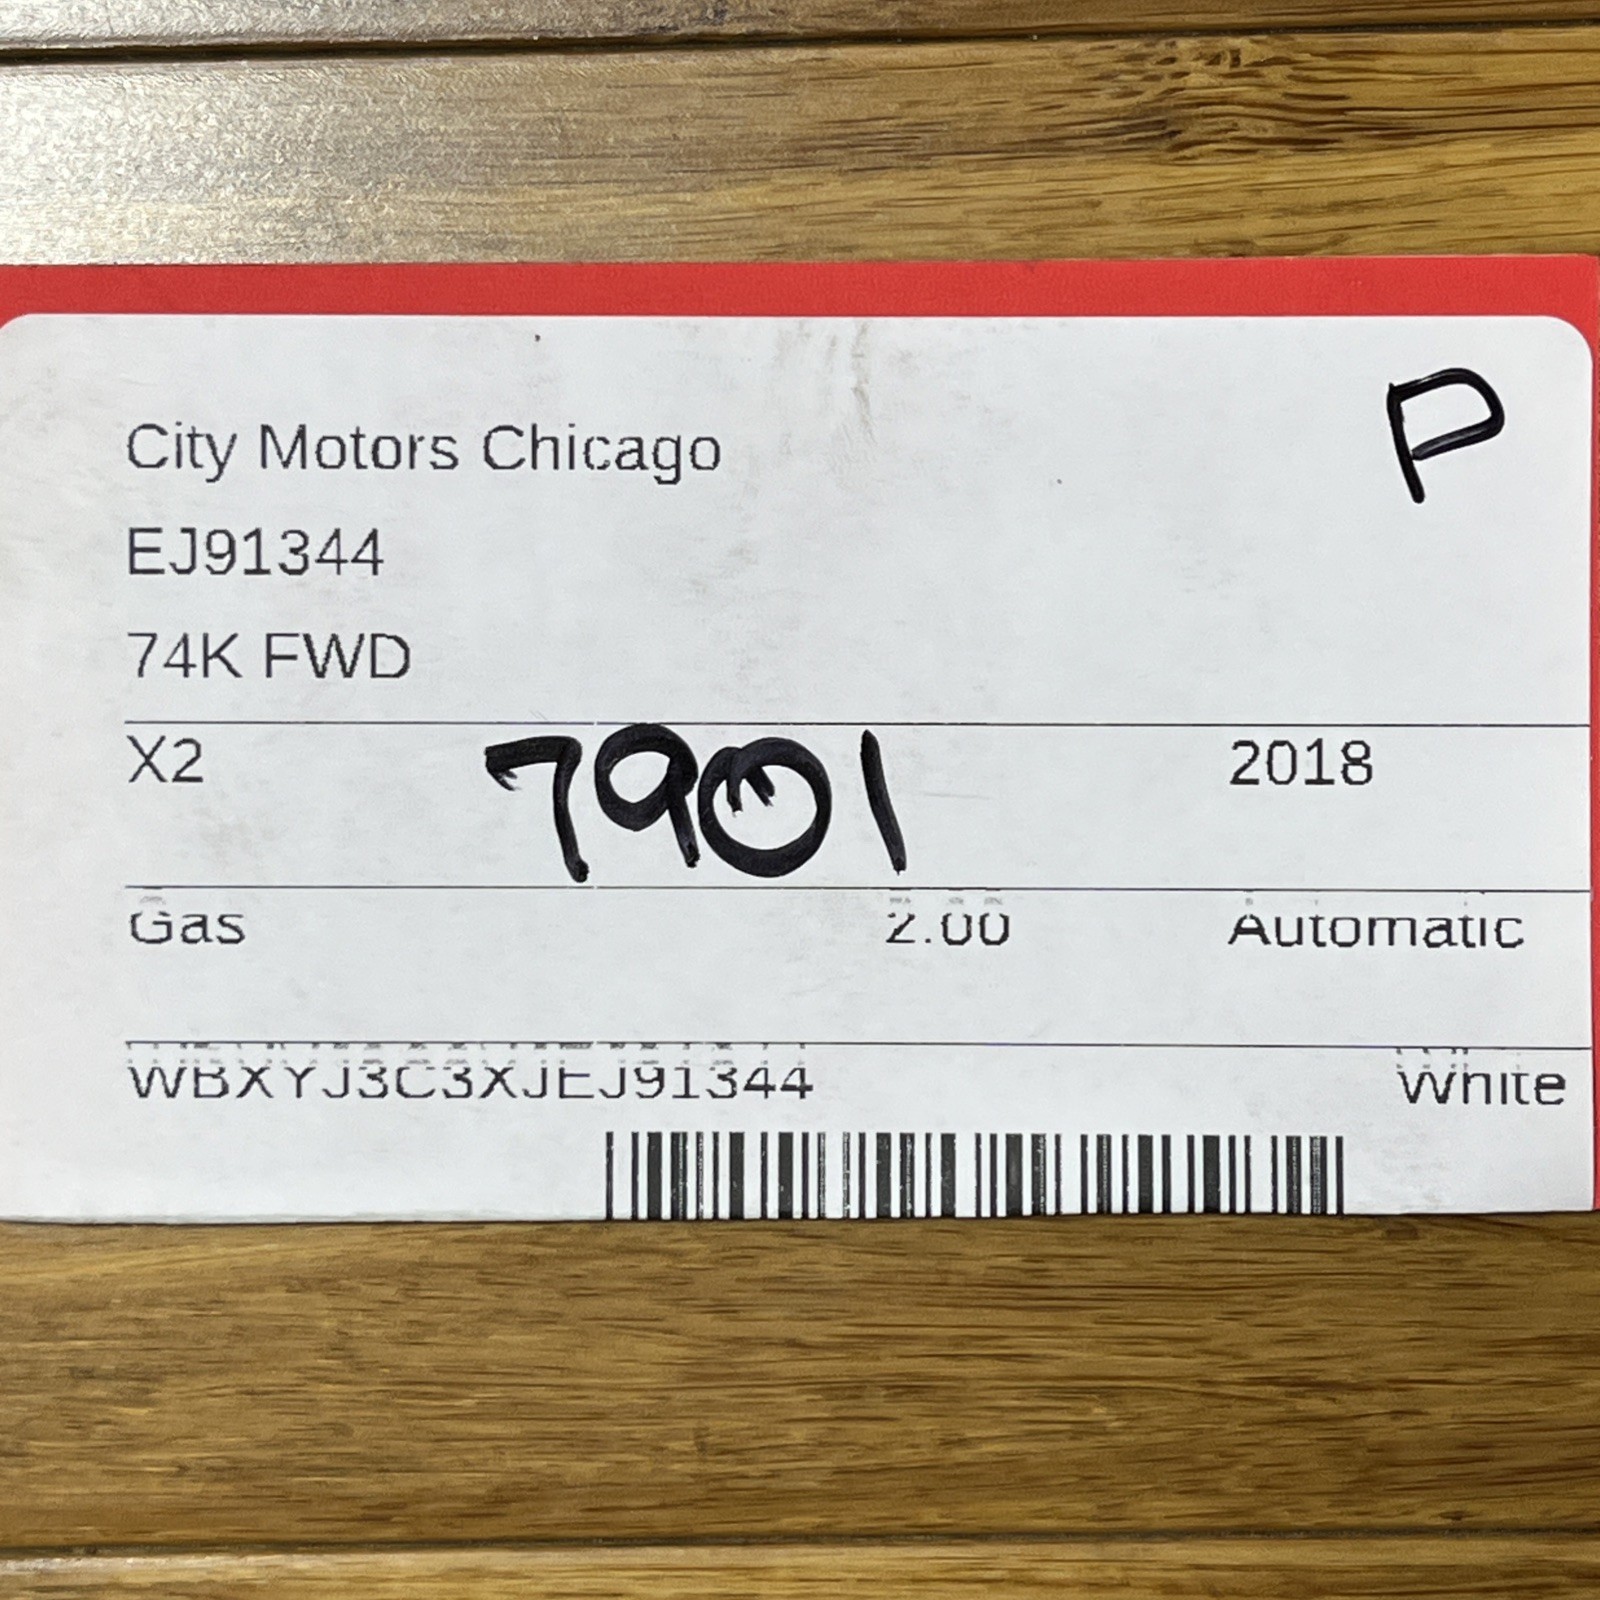 P
City Motors Chicago
EJ91344
74K FWD
X2 7901 2018
Gas 2.00 Automatic
WBXYJ3C3XJEJ91344 White